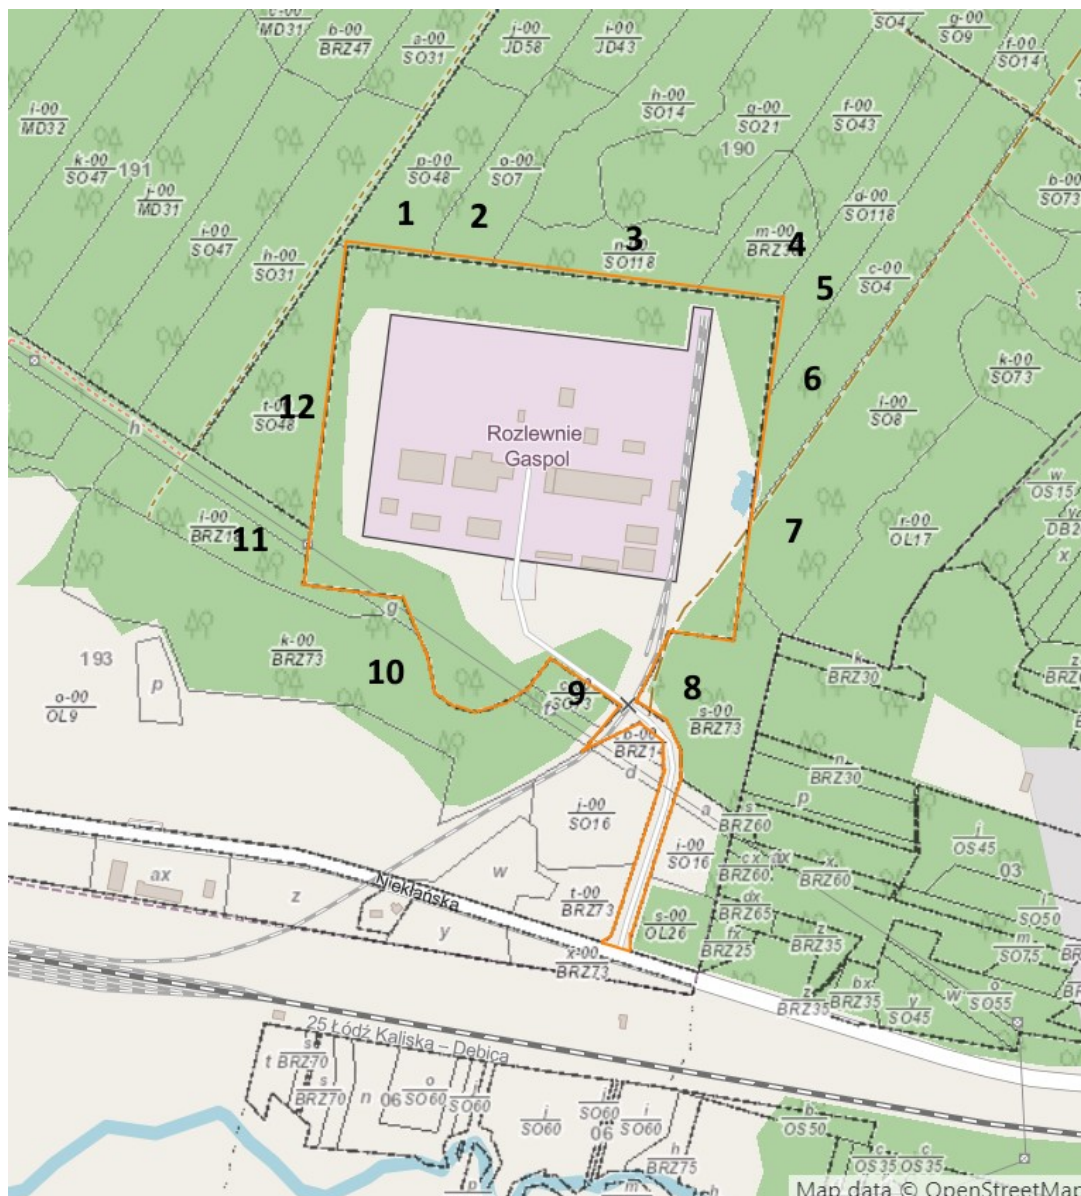 c-00
MD31
b-00
BRZ47
a-00
SO31
j-00
JD58
i-00
JD43
SO4
g-00
SO9
f-00
SO14
i-00
MD32
k-00
SO47
191
j-00
MD31
h-00
SO14
g-00
SO21
190
f-00
SO43
p-00
SO48
o-00
SO7
b-00
SO73
d-00
SO118
i-00
SO47
h-00
SO31
1
2
3
SO118
m-00
4
5
c-00
SO4
6
k-00
SO73
12
t-00
SO48
h
i-00
SO8
Rozlewnie
Gaspol
w
OS15
i-00
11
7
r-00
OL17
x
g
193
p
k-00
BRZ73
10
o-00
OL9
k
BRZ30
9
8
s-00
BRZ73
b-00
d
n
BRZ30
p
j-00
SO16
a
s
BRZ60
i-00
SO16
cx
BRZ60
ax
x
BRZ60
i
OS45
03
ax
z
w
y
Niekłańska
t-00
BRZ73
s-00
OL26
dx
BRZ65
fx
BRZ25
z
BRZ35
i
SO50
m
SO75
x-00
BRZ73
z
BRZ35
bx
BRZ35
y
SO45
w
o
SO55
25 Łódź Kaliska – Dębica
t
s
BRZ70
s
BRZ70
n
06
o
SO60
SO60
j
SO60
j
SO60
06
i
SO60
h
BRZ75
b
OS50
c
OS35
c
OS35
p
m
h
Map data © OpenStreetMap